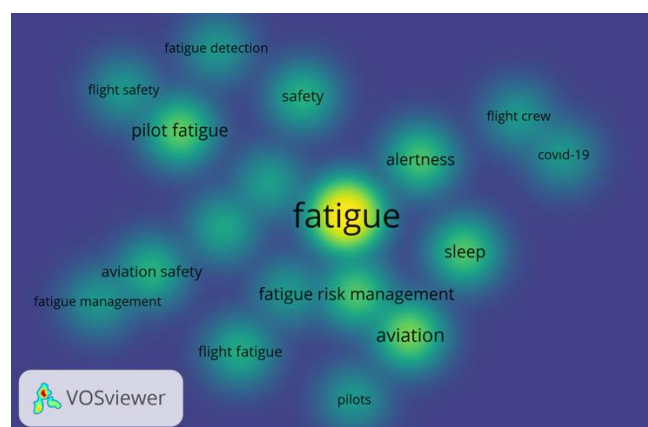 fatigue detection
flight safety
safety
pilot fatigue
flight crew
alertness
covid-19
fatigue
sleep
aviation safety
fatigue management
fatigue risk management
aviation
flight fatigue
VOSviewer
pilots